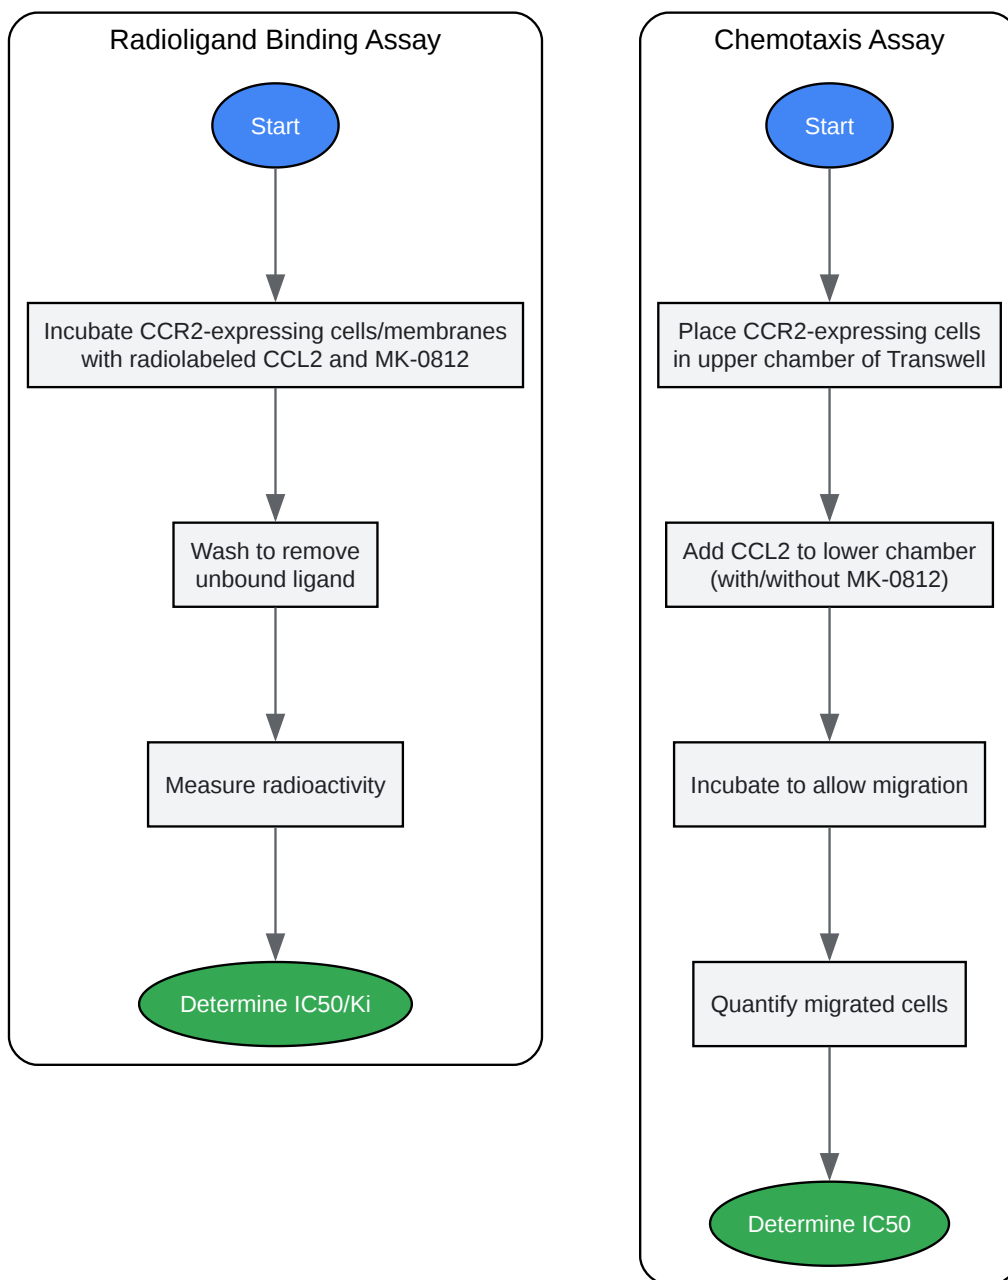 Radioligand Binding Assay
Start
Incubate CCR2-expressing cells/membranes
with radiolabeled CCL2 and MK-0812
Wash to remove
unbound ligand
Measure radioactivity
Determine IC50/Ki
Chemotaxis Assay
Start
Place CCR2-expressing cells
in upper chamber of Transwell
Add CCL2 to lower chamber
(with/without MK-0812)
Incubate to allow migration
Quantify migrated cells
Determine IC50